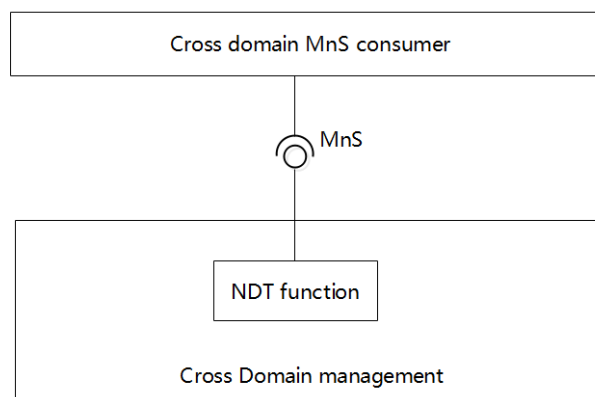 Cross domain MnS consumer
MnS
NDT function
Cross Domain management